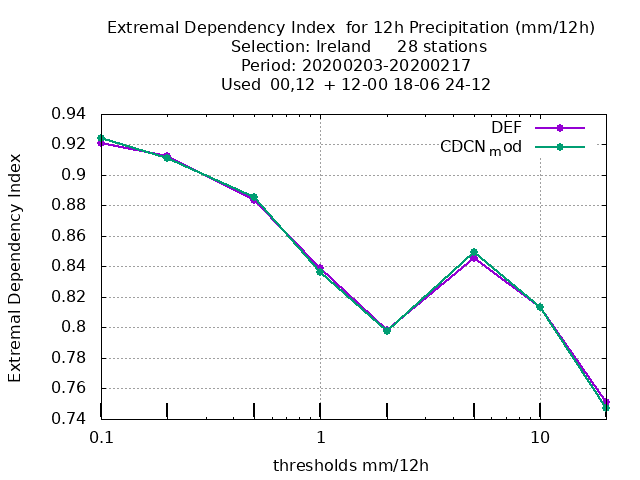 Extremal Dependency Index for 12h Precipitation (mm/12h)
Selection: Ireland 28 stations
Period: 20200203-20200217
Used 00,12 + 12-00 18-06 24-12
DEF
CDCN_mod
Extremal Dependency Index
0.94
0.92
0.9
0.88
0.86
0.84
0.82
0.8
0.78
0.76
0.74
0.1
1
10
thresholds mm/12h